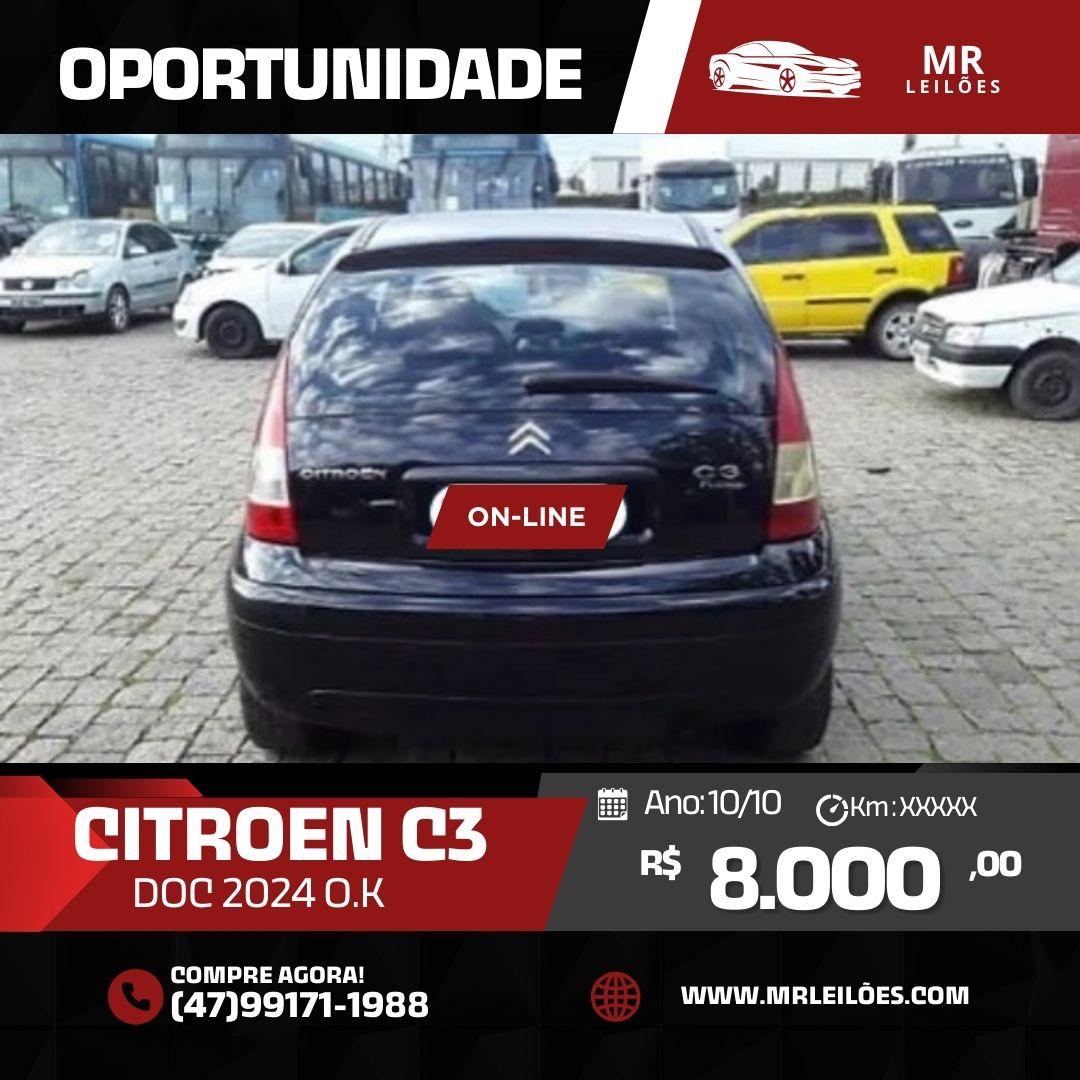 OPORTUNIDADE
MR
LEILÕES
CITROËN
C3
ON-LINE
CITROEN C3
DOC 2024 O.K
Ano: 10/10
Km: XXXXX
R$ 8.000 ,00
COMPRE AGORA!
(47)99171-1988
WWW.MRLEILÕES.COM